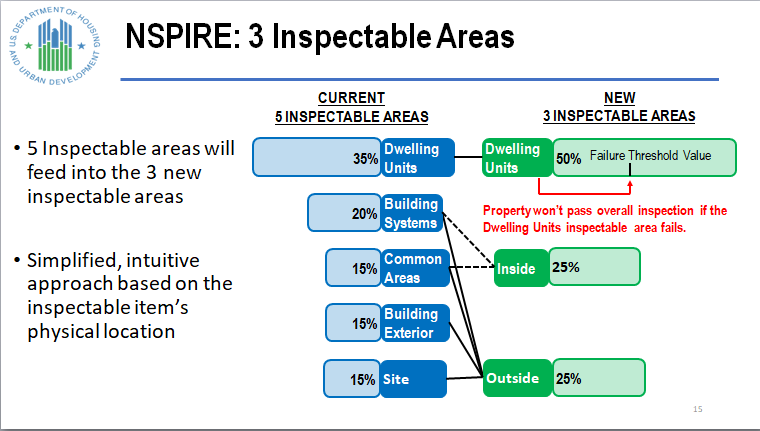 U.S. DEPARTMENT OF HOUSING
AND URBAN DEVELOPMENT
NSPIRE: 3 Inspectable Areas
• 5 Inspectable areas will
feed into the 3 new
inspectable areas
• Simplified, intuitive
approach based on the
inspectable item's
physical location
CURRENT
5 INSPECTABLE AREAS
NEW
3 INSPECTABLE AREAS
35% Dwelling
Units
Dwelling
Units
50% Failure Threshold Value
20% Building
Systems
Property won't pass overall inspection if the
Dwelling Units inspectable area fails.
15% Common
Areas
Inside 25%
15% Building
Exterior
15% Site
Outside 25%
15